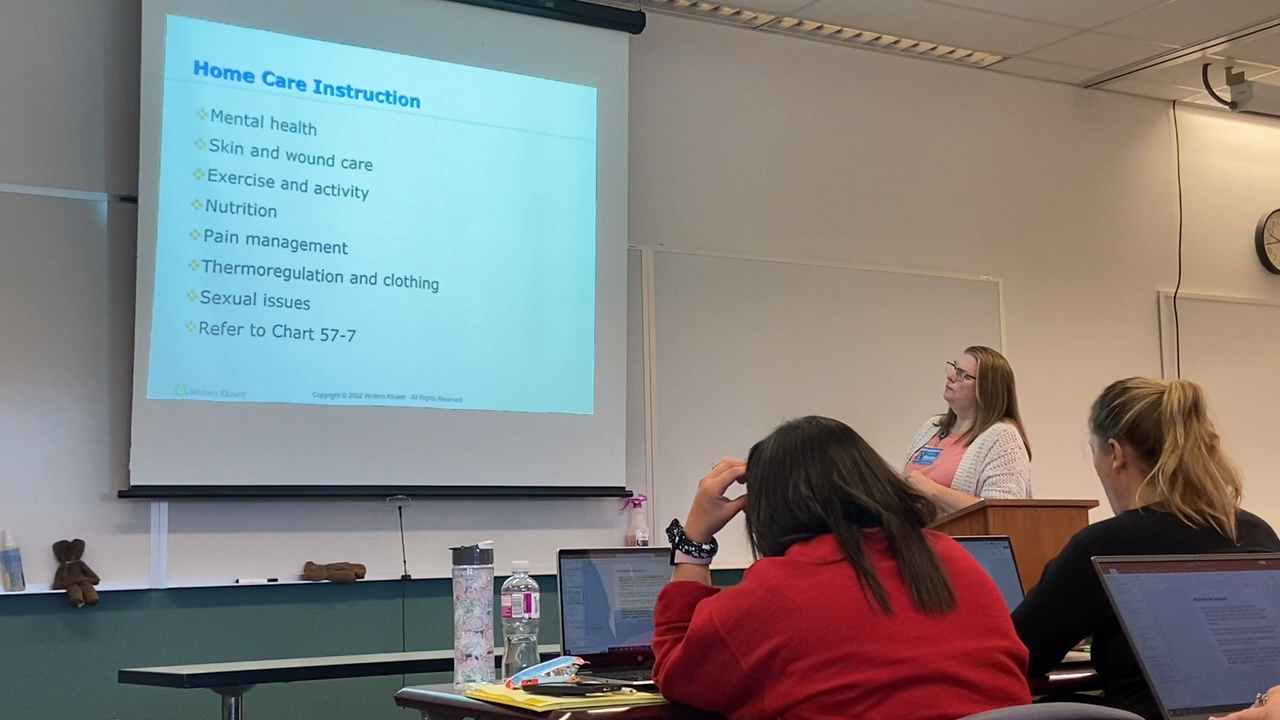 Home Care Instruction
Mental health
Skin and wound care
Exercise and activity
Nutrition
Pain management
Thermoregulation and clothing
Sexual issues
Refer to Chart 57-7
Wolters Kluwer
Copyright © 2022 Wolters Kluwer · All Rights Reserved